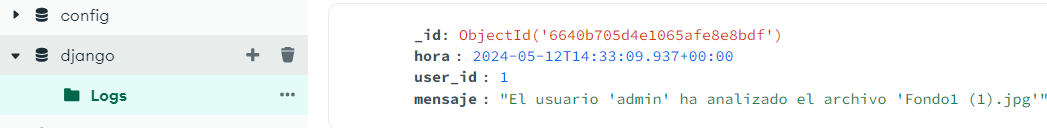 config
django
Logs
_id: ObjectId('6640b705d4e1065afe8e8bdf')
hora : 2024-05-12T14:33:09.937+00:00
user_id : 1
mensaje : "El usuario 'admin' ha analizado el archivo 'Fondo1 (1).jpg'"